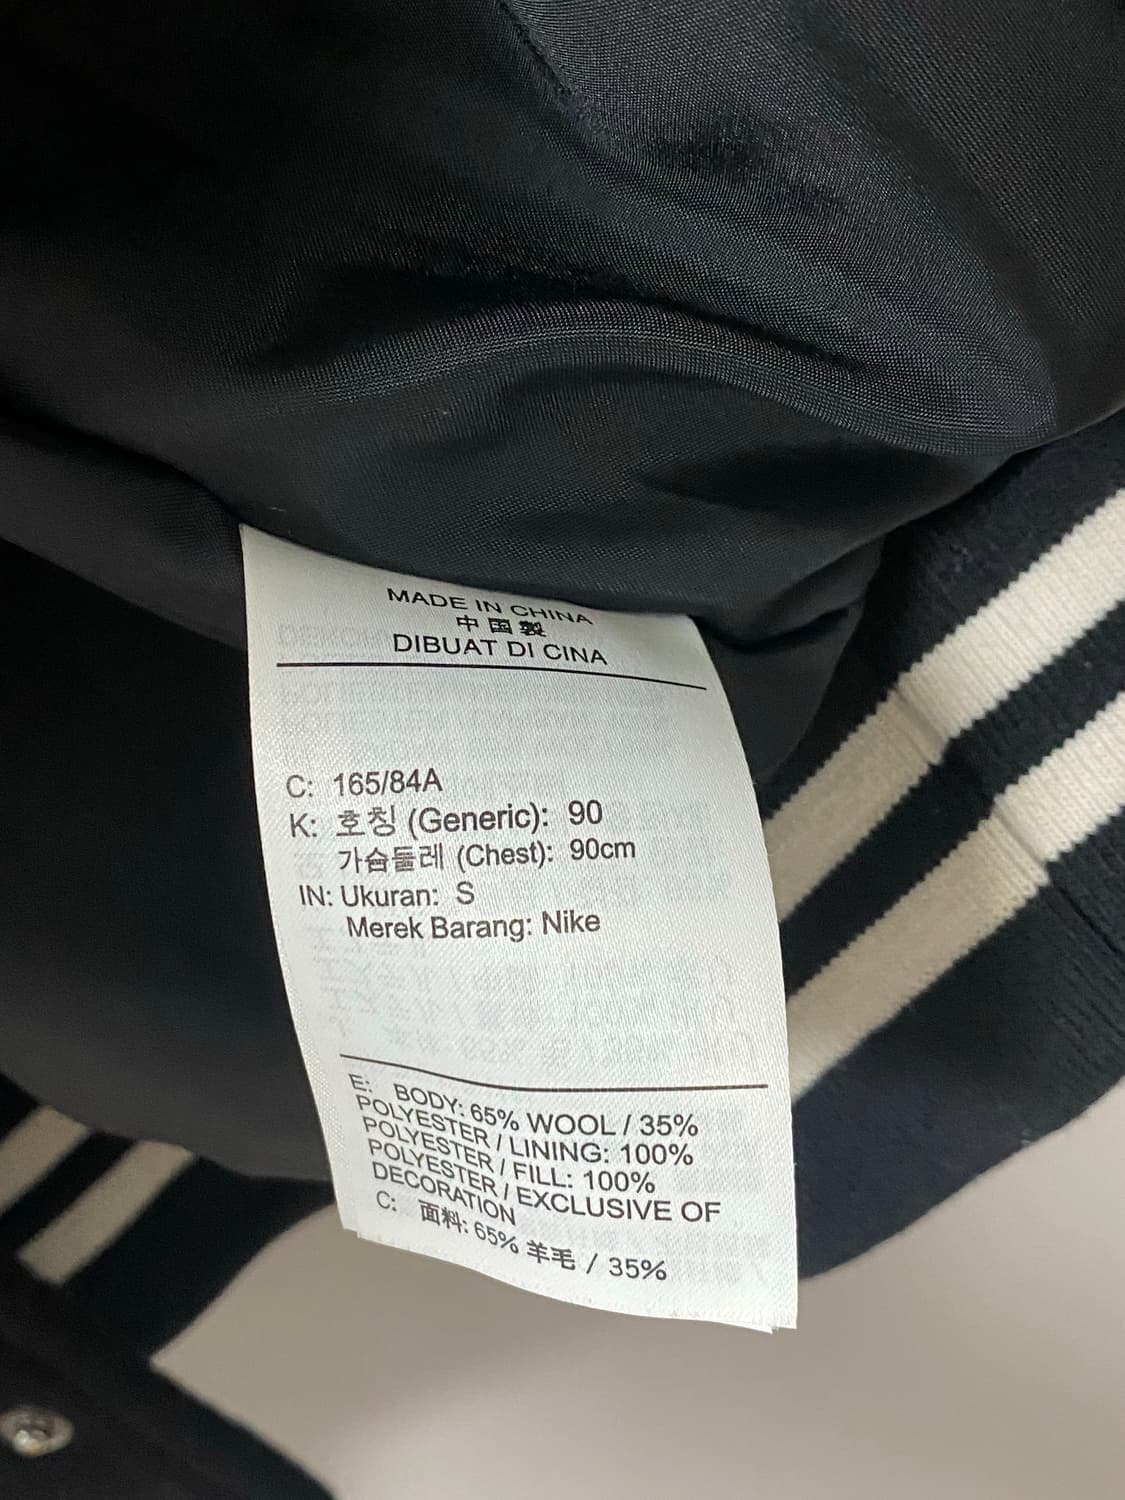 MADE IN CHINA
中国製
DIBUAT DI CINA
C: 165/84A
K: 호칭 (Generic): 90
가슴둘레 (Chest): 90cm
IN: Ukuran: S
Merek Barang: Nike
E: BODY: 65% WOOL / 35%
POLYESTER / LINING: 100%
POLYESTER / FILL: 100%
POLYESTER / EXCLUSIVE OF
DECORATION
C: 面料: 65% 羊毛 / 35%